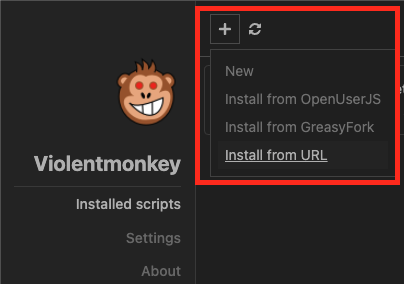 New
Install from OpenUserJS
Install from GreasyFork
Install from URL
Violentmonkey
Installed scripts
Settings
About